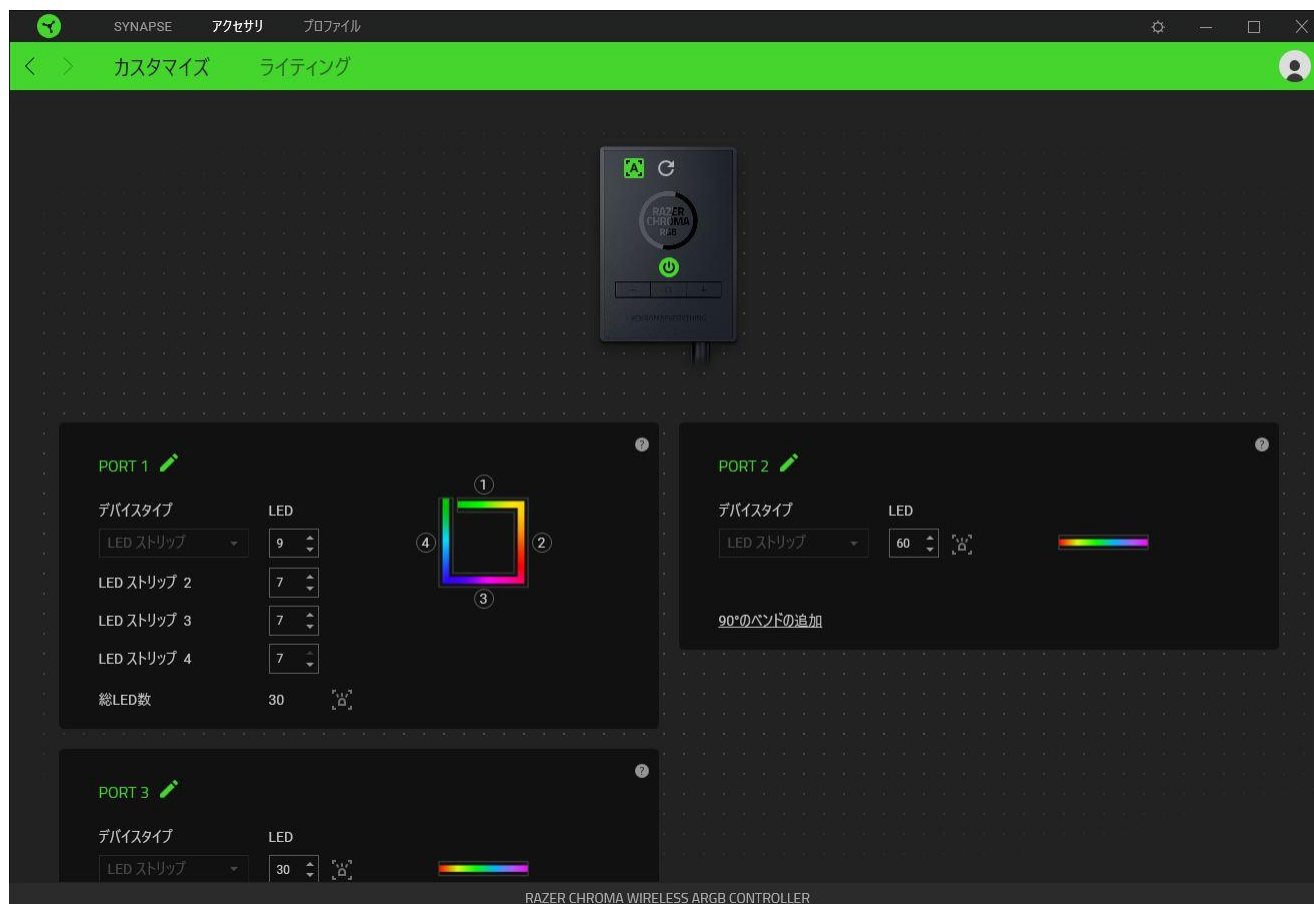 SYNAPSE アクセサリ プロファイル
カスタマイズ ライティング
RAZER
CHROMA
RGB
PORT 1
デバイスタイプ LED
LED ストリップ 9
LED ストリップ 2 7
LED ストリップ 3 7
LED ストリップ 4 7
総LED数 30
1
2
3
4
PORT 2
デバイスタイプ LED
LED ストリップ 60
90°のベンドの追加
PORT 3
デバイスタイプ LED
LED ストリップ 30
RAZER CHROMA WIRELESS ARGB CONTROLLER